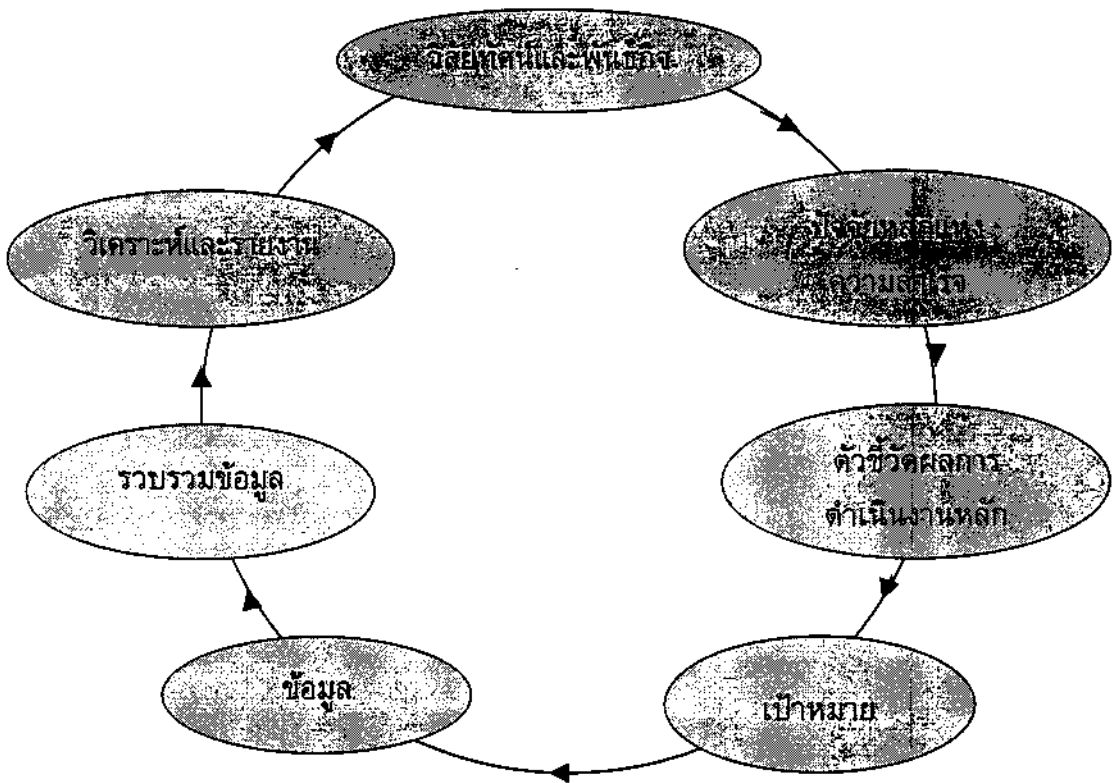 วิสัยทัศน์และพันธกิจ
ปัจจัยหลักแห่ง
ความสำเร็จ
ตัวชี้วัดผลการ
ดำเนินงานหลัก
เป้าหมาย
ข้อมูล
รวบรวมข้อมูล
วิเคราะห์และรายงาน